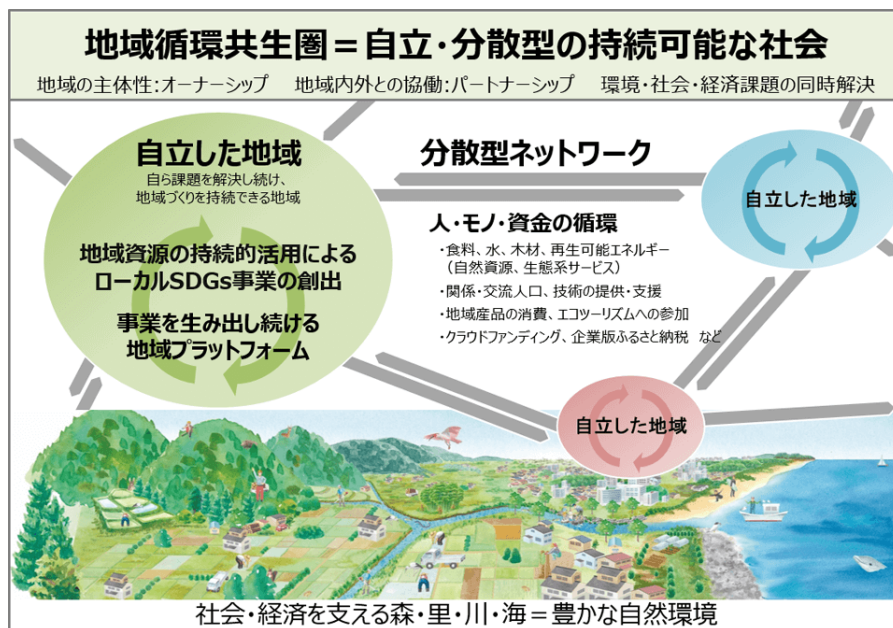 地域循環共生圏＝自立・分散型の持続可能な社会
地域の主体性：オーナーシップ　地域内外との協働：パートナーシップ　環境・社会・経済課題の同時解決
自立した地域
自ら課題を解決し続け、
地域づくりを持続できる地域
地域資源の持続的活用による
ローカルSDGs事業の創出
事業を生み出し続ける
地域プラットフォーム
分散型ネットワーク
人・モノ・資金の循環
・食料、水、木材、再生可能エネルギー
（自然資源、生態系サービス）
・関係・交流人口、技術の提供・支援
・地域産品の消費、エコツーリズムへの参加
・クラウドファンディング、企業版ふるさと納税　など
自立した地域
自立した地域
社会・経済を支える森・里・川・海＝豊かな自然環境